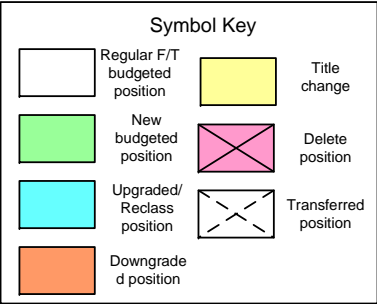 Symbol Key
Regular F/T
budgeted
position
New
budgeted
position
Upgraded/
Reclass
position
Downgrade
d position
Title
change
Delete
position
Transferred
position